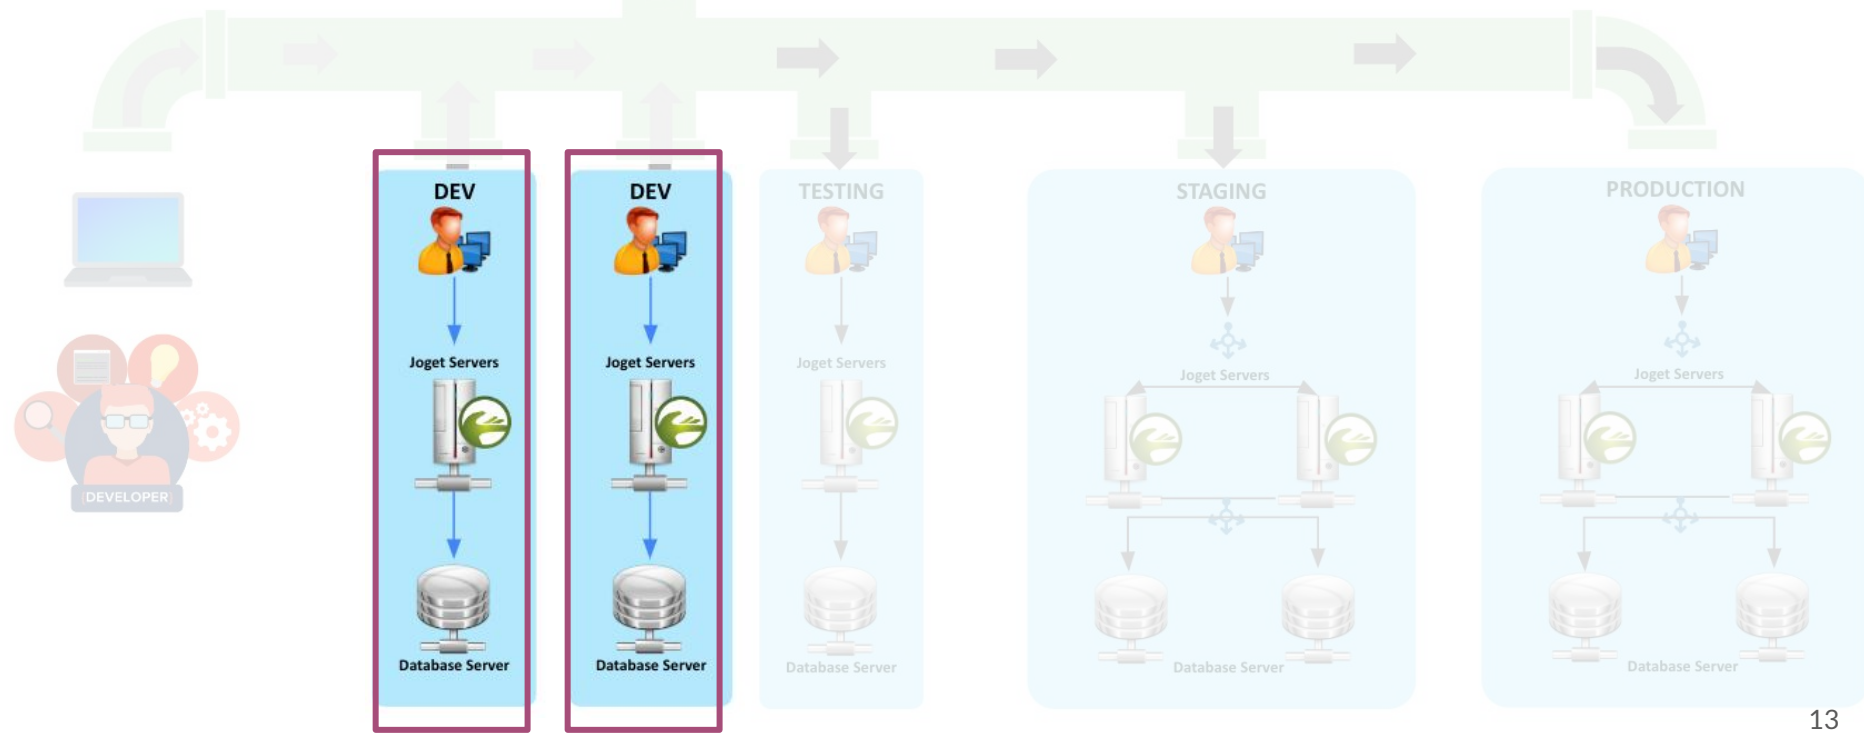 DEV
DEV
TESTING
STAGING
PRODUCTION
Joget Servers
Joget Servers
Joget Servers
Joget Servers
Joget Servers
DEVELOPER
Database Server
Database Server
Database Server
Database Server
Database Server
13